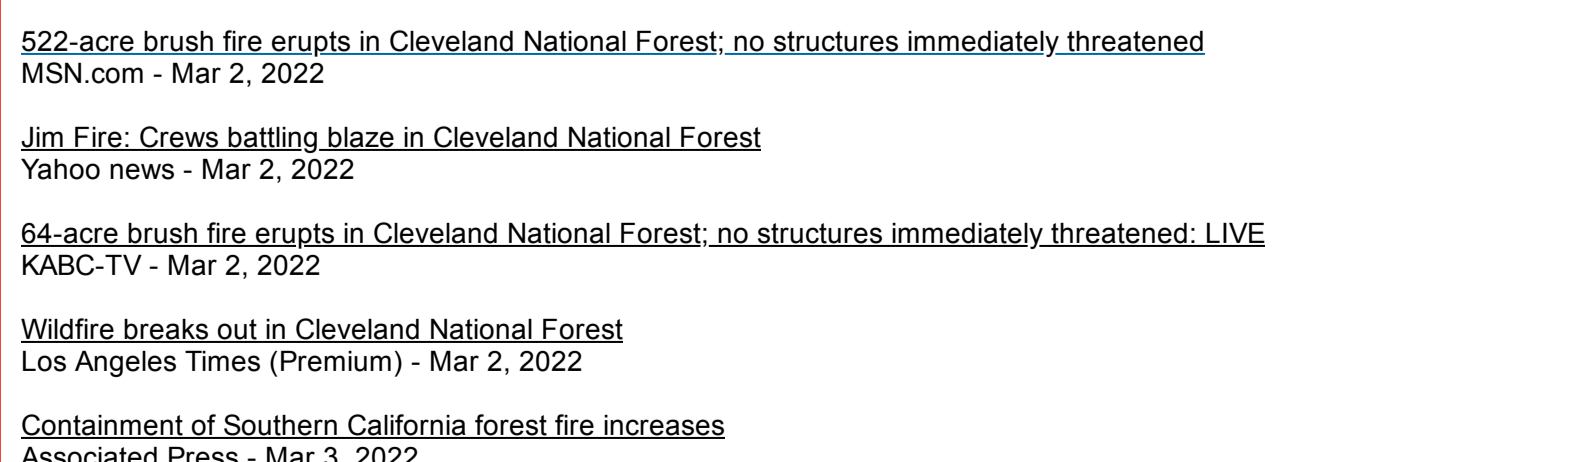 522-acre brush fire erupts in Cleveland National Forest; no structures immediately threatened
MSN.com - Mar 2, 2022
Jim Fire: Crews battling blaze in Cleveland National Forest
Yahoo news - Mar 2, 2022
64-acre brush fire erupts in Cleveland National Forest; no structures immediately threatened: LIVE
KABC-TV - Mar 2, 2022
Wildfire breaks out in Cleveland National Forest
Los Angeles Times (Premium) - Mar 2, 2022
Containment of Southern California forest fire increases
Associated Press - Mar 3, 2022